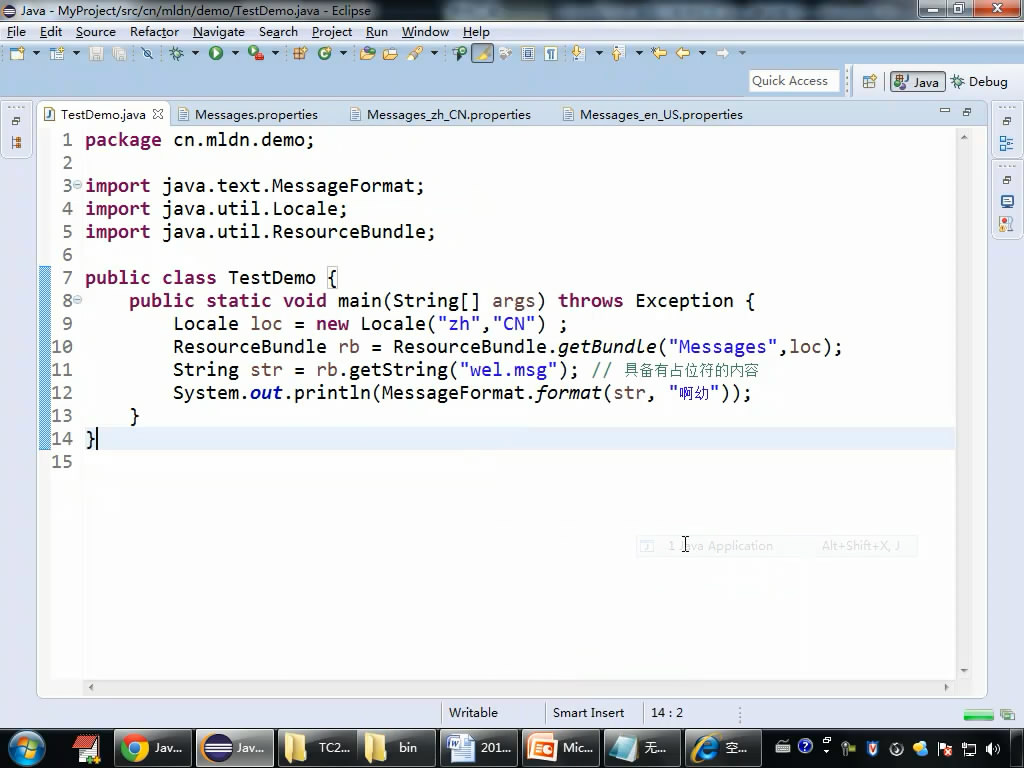 Java - MyProject/src/cn/mldn/demo/TestDemo.java - Eclipse
File Edit Source Refactor Navigate Search Project Run Window Help
Quick Access Java Debug
TestDemo.java Messages.properties Messages_zh_CN.properties Messages_en_US.properties
1 package cn.mldn.demo;
2
3 import java.text.MessageFormat;
4 import java.util.Locale;
5 import java.util.ResourceBundle;
6
7 public class TestDemo {
8 public static void main(String[] args) throws Exception {
9 Locale loc = new Locale("zh","CN") ;
10 ResourceBundle rb = ResourceBundle.getBundle("Messages",loc);
11 String str = rb.getString("wel.msg"); // 具备有占位符的内容
12 System.out.println(MessageFormat.format(str, "啊幼"));
13 }
14 }
15
1 Java Application Alt+Shift+X, J
Writable Smart Insert 14 : 2
Jav... Jav... TC2... bin 201... Mic... 无... 空...